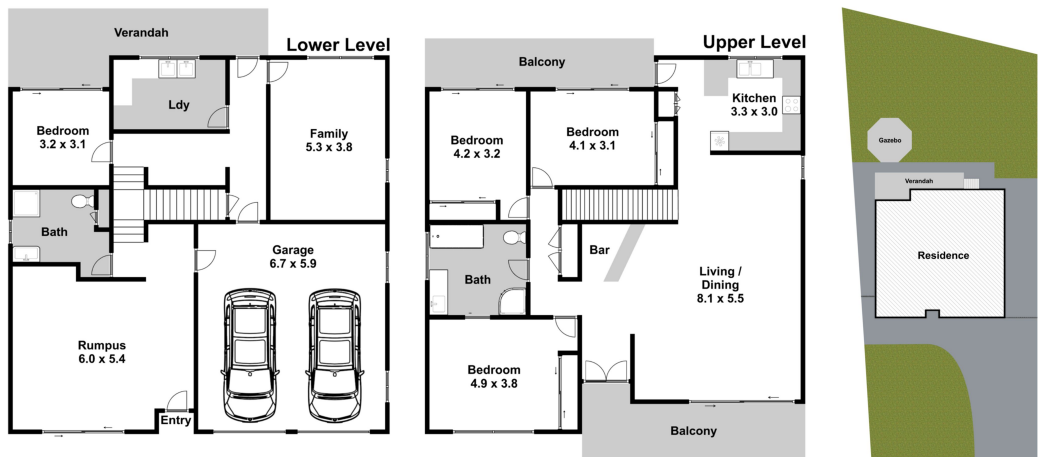 Verandah
Lower Level
Ldy
Bedroom
3.2 x 3.1
Family
5.3 x 3.8
Bath
Garage
6.7 x 5.9
Rumpus
6.0 x 5.4
Entry
Upper Level
Balcony
Kitchen
3.3 x 3.0
Bedroom
4.2 x 3.2
Bedroom
4.1 x 3.1
Bar
Bath
Living /
Dining
8.1 x 5.5
Bedroom
4.9 x 3.8
Balcony
Gazebo
Verandah
Residence